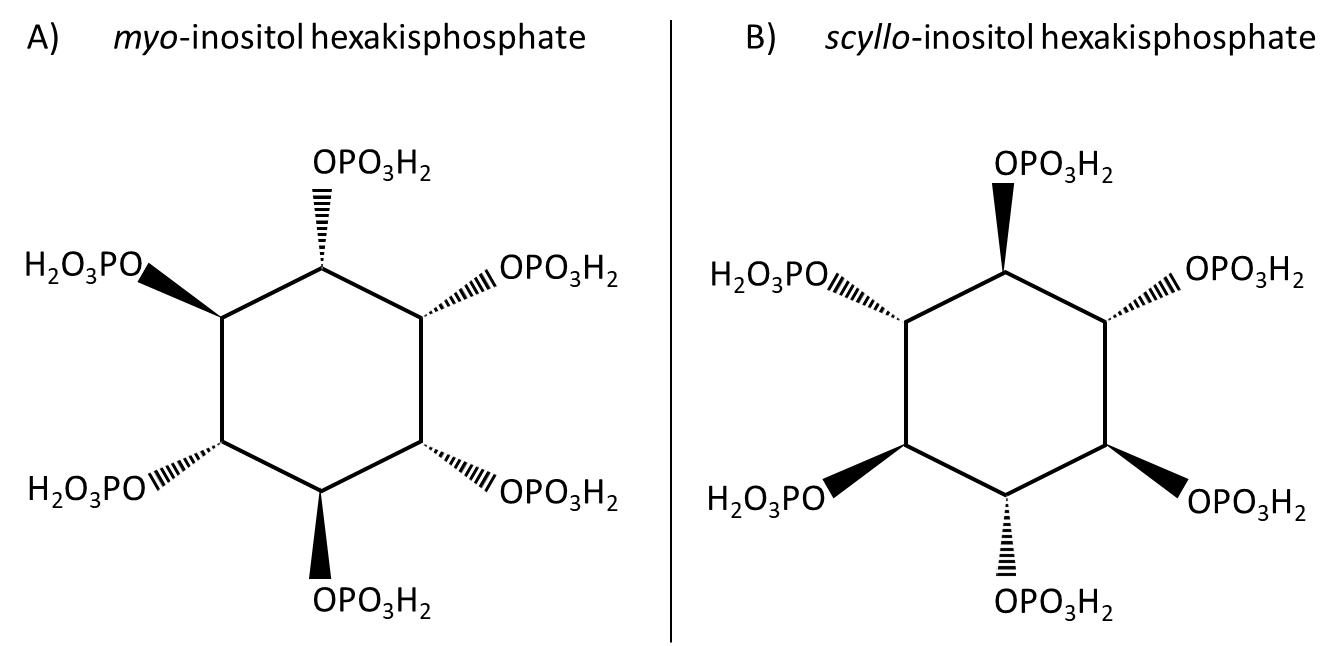 A) myo-inositol hexakisphosphate
B) scyllo-inositol hexakisphosphate
OPO₃H₂
H₂O₃PO
OPO₃H₂
H₂O₃PO
OPO₃H₂
OPO₃H₂
OPO₃H₂
H₂O₃PO
OPO₃H₂
H₂O₃PO
OPO₃H₂
OPO₃H₂